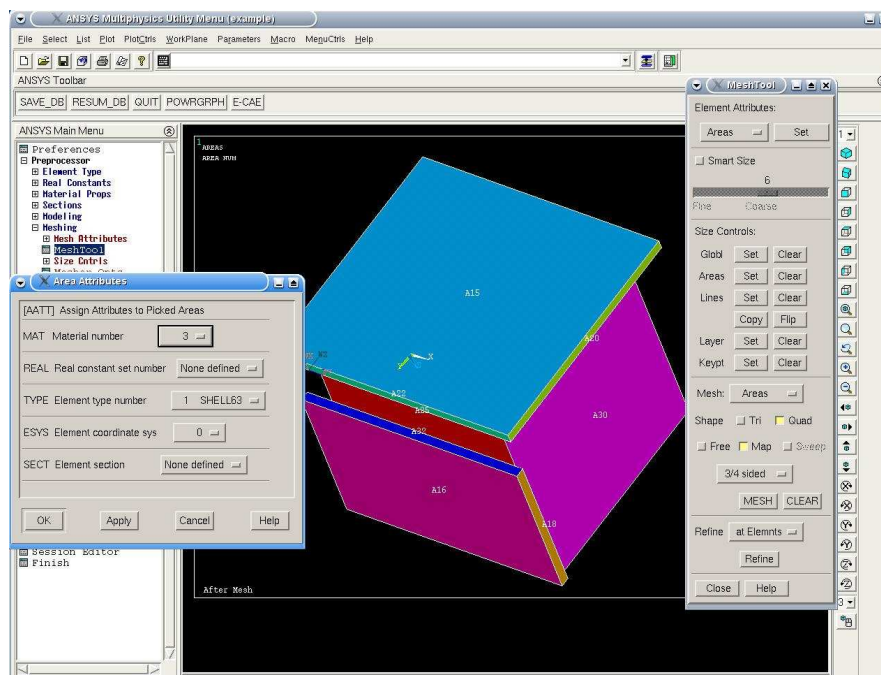 ANSYS Multiphysics Utility Menu (example)
File Select List Plot PlotCtrls WorkPlane Parameters Macro MenuCtrls Help
ANSYS Toolbar
SAVE_DB RESUM_DB QUIT POWRGRPH E-CAE
ANSYS Main Menu
Preferences
Preprocessor
Element Type
Real Constants
Material Props
Sections
Modeling
Meshing
Mesh Attributes
MeshTool
Size Cntrls
Mesher Opts
Session Editor
Finish
Area Attributes
[AATT] Assign Attributes to Picked Areas
MAT Material number 3
REAL Real constant set number None defined
TYPE Element type number 1 SHELL63
ESYS Element coordinate sys 0
SECT Element section None defined
OK Apply Cancel Help
1
AREAS
AREA NUM
A15
A20
A22
A25
A32
A30
A16
A18
X
After Mesh
MeshTool
Element Attributes:
Areas Set
Smart Size
6
Fine Coarse
Size Controls:
Globl Set Clear
Areas Set Clear
Lines Set Clear
Copy Flip
Layer Set Clear
Keypt Set Clear
Mesh: Areas
Shape Tri Quad
Free Map Sweep
3/4 sided
MESH CLEAR
Refine at Elemnts
Refine
Close Help
1
3